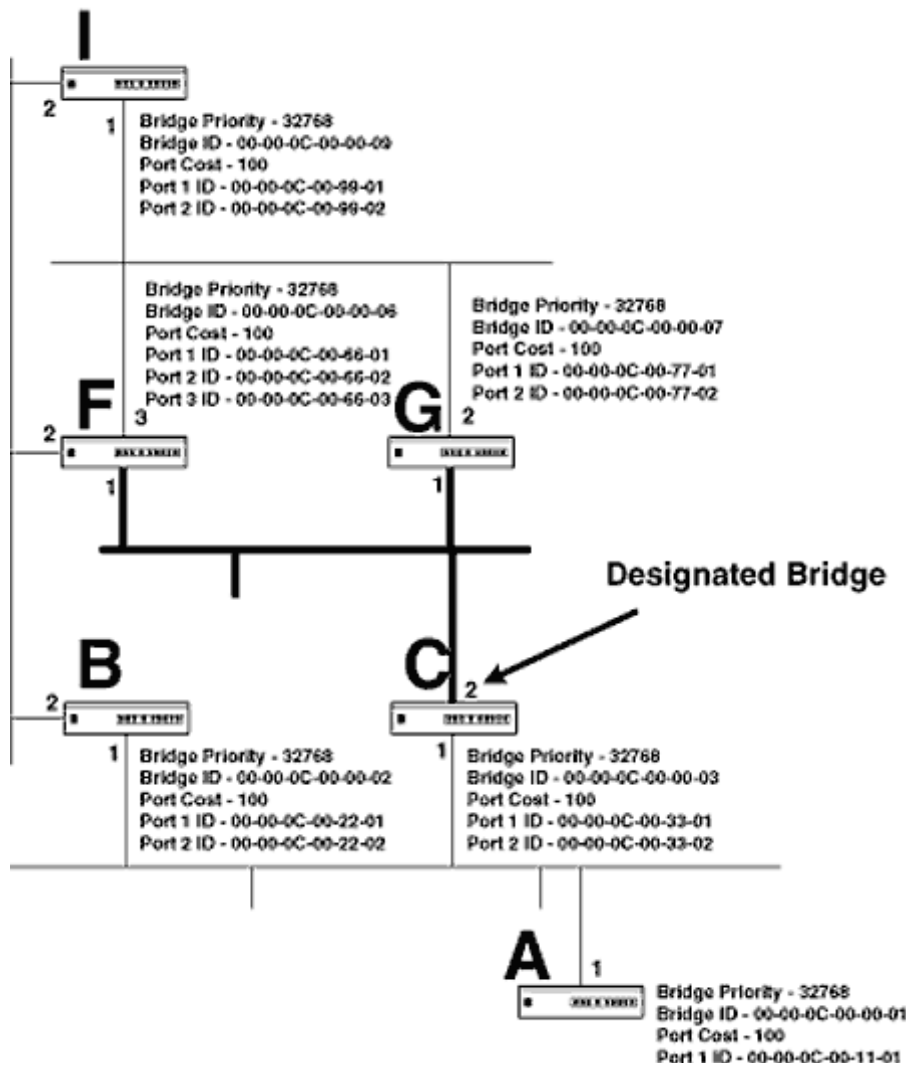 I
2
1
Bridge Priority - 32768
Bridge ID - 00-00-0C-00-00-09
Port Cost - 100
Port 1 ID - 00-00-0C-00-99-01
Port 2 ID - 00-00-0C-00-99-02
Bridge Priority - 32768
Bridge ID - 00-00-0C-00-00-06
Port Cost - 100
Port 1 ID - 00-00-0C-00-66-01
Port 2 ID - 00-00-0C-00-66-02
Port 3 ID - 00-00-0C-00-66-03
Bridge Priority - 32768
Bridge ID - 00-00-0C-00-00-07
Port Cost - 100
Port 1 ID - 00-00-0C-00-77-01
Port 2 ID - 00-00-0C-00-77-02
F
3
2
1
G
2
1
Designated Bridge
B
2
1
Bridge Priority - 32768
Bridge ID - 00-00-0C-00-00-02
Port Cost - 100
Port 1 ID - 00-00-0C-00-22-01
Port 2 ID - 00-00-0C-00-22-02
C
2
1
Bridge Priority - 32768
Bridge ID - 00-00-0C-00-00-03
Port Cost - 100
Port 1 ID - 00-00-0C-00-33-01
Port 2 ID - 00-00-0C-00-33-02
A
1
Bridge Priority - 32768
Bridge ID - 00-00-0C-00-00-01
Port Cost - 100
Port 1 ID - 00-00-0C-00-11-01